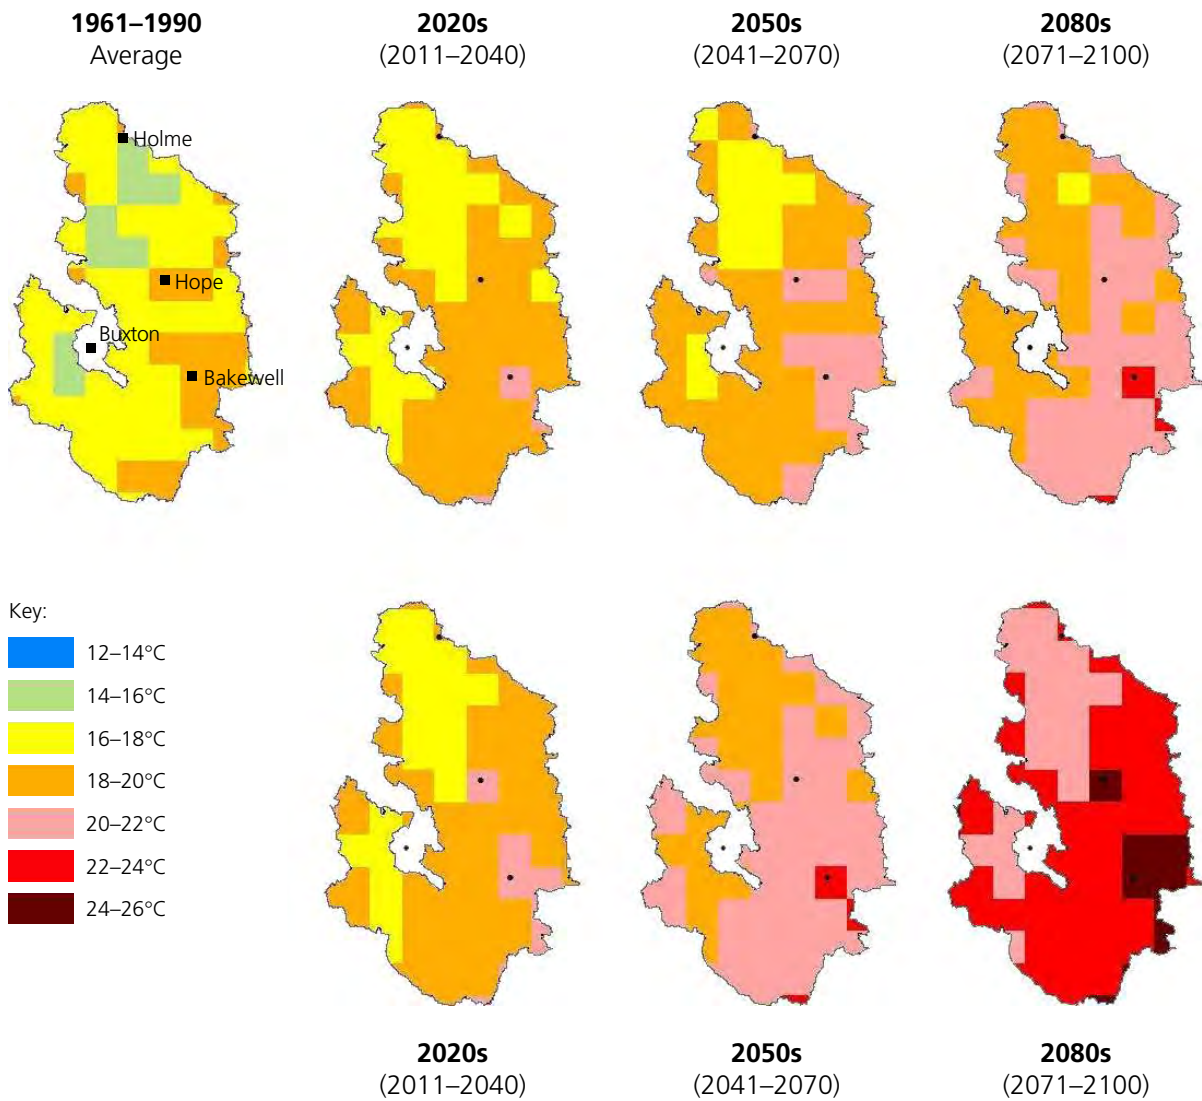 1961–1990
Average
2020s
(2011–2040)
2050s
(2041–2070)
2080s
(2071–2100)
Holme
Hope
Buxton
Bakewell
Key:
12–14°C
14–16°C
16–18°C
18–20°C
20–22°C
22–24°C
24–26°C
2020s
(2011–2040)
2050s
(2041–2070)
2080s
(2071–2100)